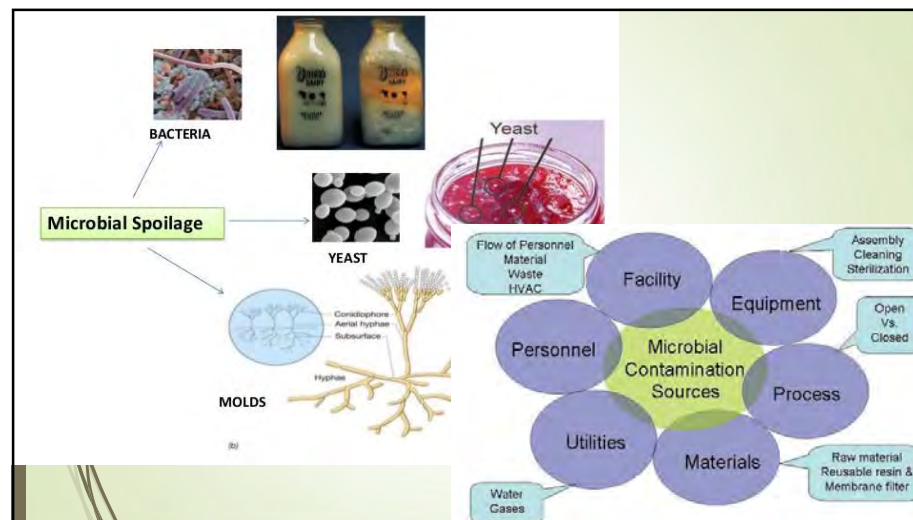 BACTERIA
DAIRY
DAIRY
Yeast
Microbial Spoilage
YEAST
Conidiophore
Aerial hyphae
Subsurface
Hyphae
MOLDS
(b)
Flow of Personnel
Material
Waste
HVAC
Facility
Assembly
Cleaning
Sterilization
Equipment
Open
Vs.
Closed
Personnel
Microbial
Contamination
Sources
Process
Utilities
Materials
Raw material
Reusable resin &
Membrane filter
Water
Gases